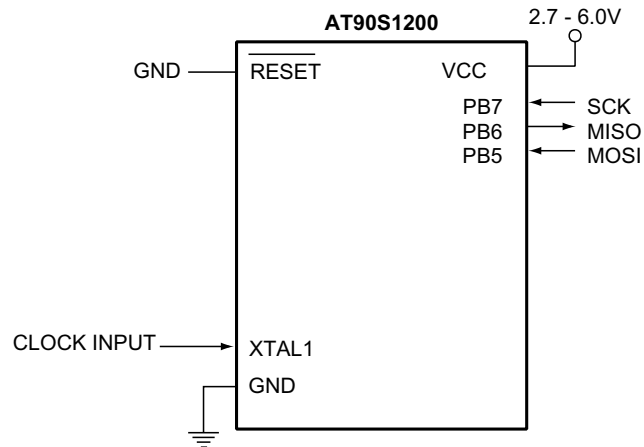 AT90S1200
2.7 - 6.0V
GND
RESET
VCC
PB7
SCK
PB6
MISO
PB5
MOSI
CLOCK INPUT
XTAL1
GND